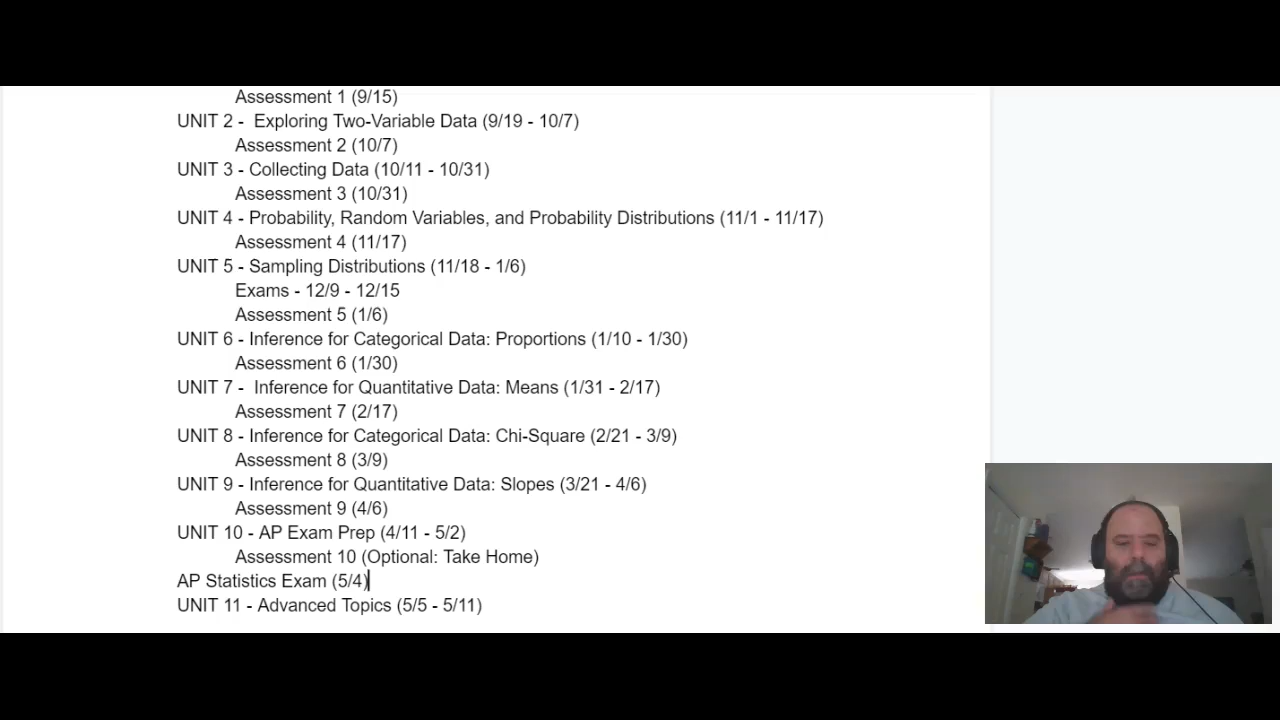 Assessment 1 (9/15)
UNIT 2 -  Exploring Two-Variable Data (9/19 - 10/7)
Assessment 2 (10/7)
UNIT 3 - Collecting Data (10/11 - 10/31)
Assessment 3 (10/31)
UNIT 4 - Probability, Random Variables, and Probability Distributions (11/1 - 11/17)
Assessment 4 (11/17)
UNIT 5 - Sampling Distributions (11/18 - 1/6)
Exams - 12/9 - 12/15
Assessment 5 (1/6)
UNIT 6 - Inference for Categorical Data: Proportions (1/10 - 1/30)
Assessment 6 (1/30)
UNIT 7 -  Inference for Quantitative Data: Means (1/31 - 2/17)
Assessment 7 (2/17)
UNIT 8 - Inference for Categorical Data: Chi-Square (2/21 - 3/9)
Assessment 8 (3/9)
UNIT 9 - Inference for Quantitative Data: Slopes (3/21 - 4/6)
Assessment 9 (4/6)
UNIT 10 - AP Exam Prep (4/11 - 5/2)
Assessment 10 (Optional: Take Home)
AP Statistics Exam (5/4)
UNIT 11 - Advanced Topics (5/5 - 5/11)